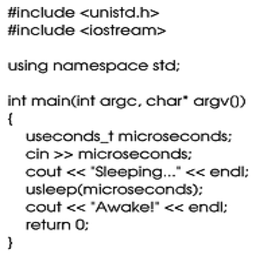 #include <unistd.h>
#include <iostream>
using namespace std;
int main(int argc, char* argv())
{
useconds_t microseconds;
cin >> microseconds;
cout << "Sleeping..." << endl;
usleep(microseconds);
cout << "Awake!" << endl;
return 0;
}